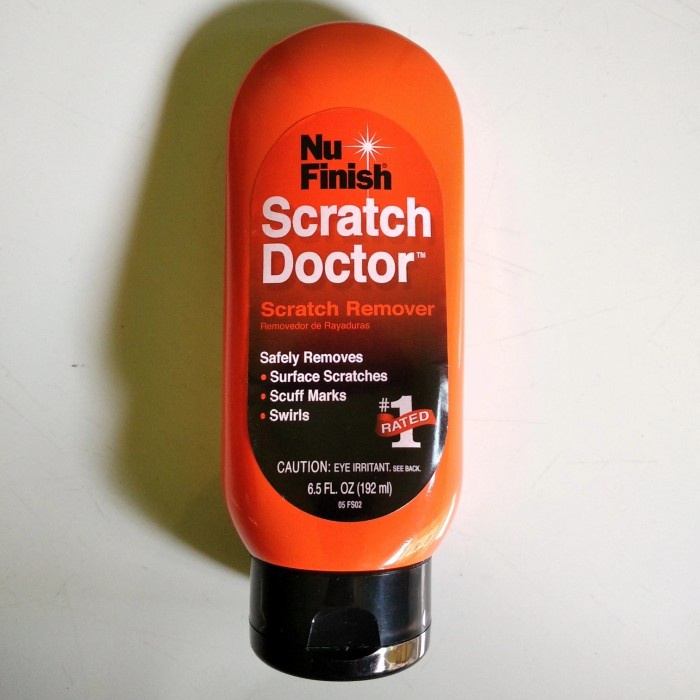 Nu
Finish®
Scratch
Doctor™
Scratch Remover
Removedor de Rayaduras
Safely Removes
• Surface Scratches
• Scuff Marks
• Swirls
#1
RATED
CAUTION: EYE IRRITANT. SEE BACK.
6.5 FL. OZ (192 ml)
05 FS02